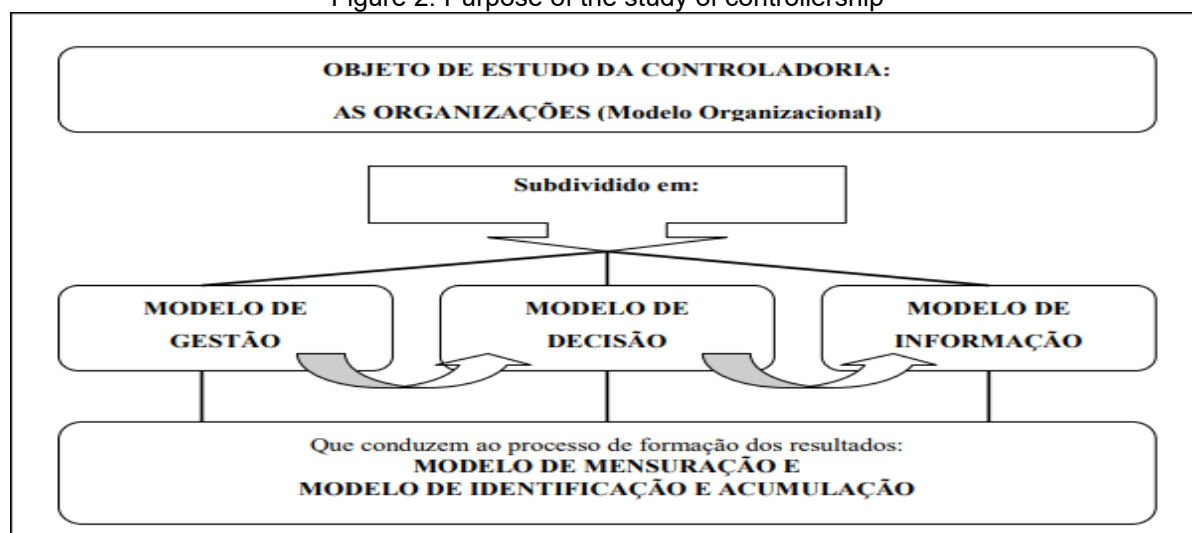 Figure 2: Purpose of the study of controllership
OBJETO DE ESTUDO DA CONTROLADORIA:
AS ORGANIZAÇÕES (Modelo Organizacional)
Subdividido em:
MODELO DE
GESTÃO
MODELO DE
DECISÃO
MODELO DE
INFORMAÇÃO
Que conduzem ao processo de formação dos resultados:
MODELO DE MENSURAÇÃO E
MODELO DE IDENTIFICAÇÃO E ACUMULAÇÃO